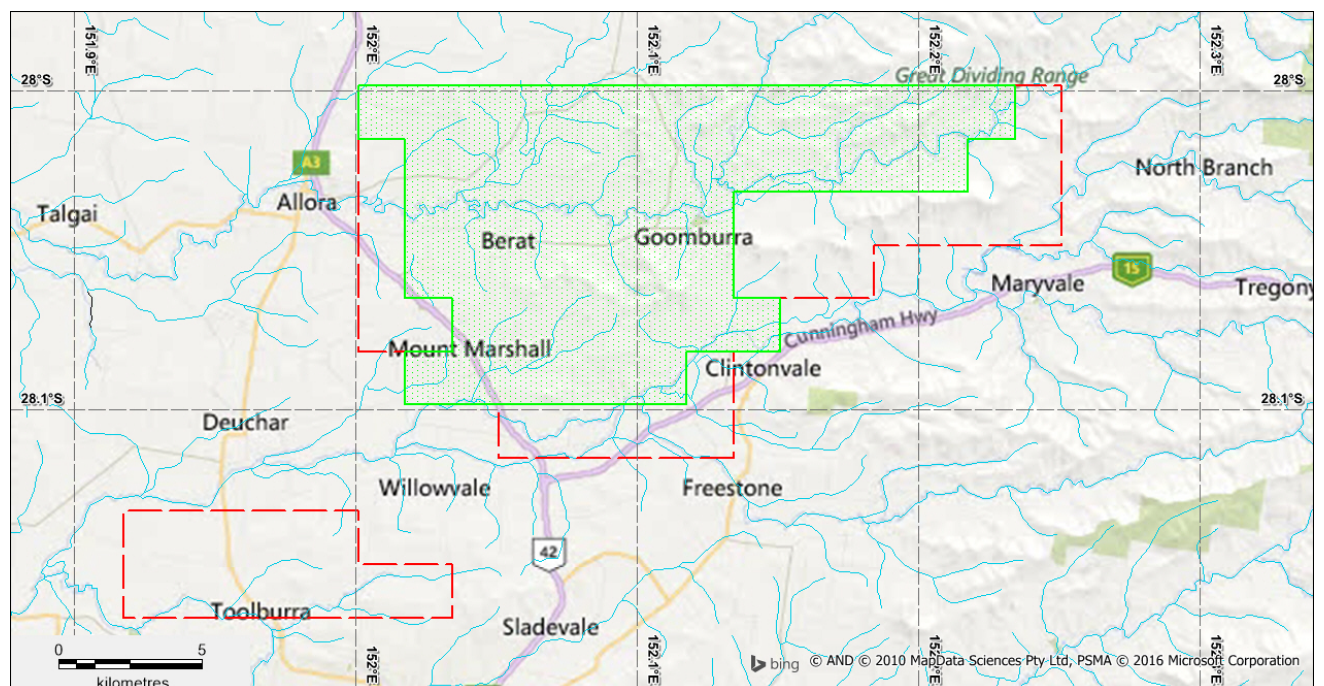 151.9°E
152°E
152.1°E
152.2°E
152.3°E
28°S
28°S
Great Dividing Range
A3
North Branch
Allora
Talgai
Berat
Goomburra
15
Maryvale
Tregony
Cunningham Hwy
Mount Marshall
Clintonvale
28.1°S
28.1°S
Deuchar
Willowvale
Freestone
42
Toolburra
Sladevale
0 5
kilometres
152°E
152.1°E
bing © AND © 2010 MapData Sciences Pty Ltd, PSMA © 2016 Microsoft Corporation